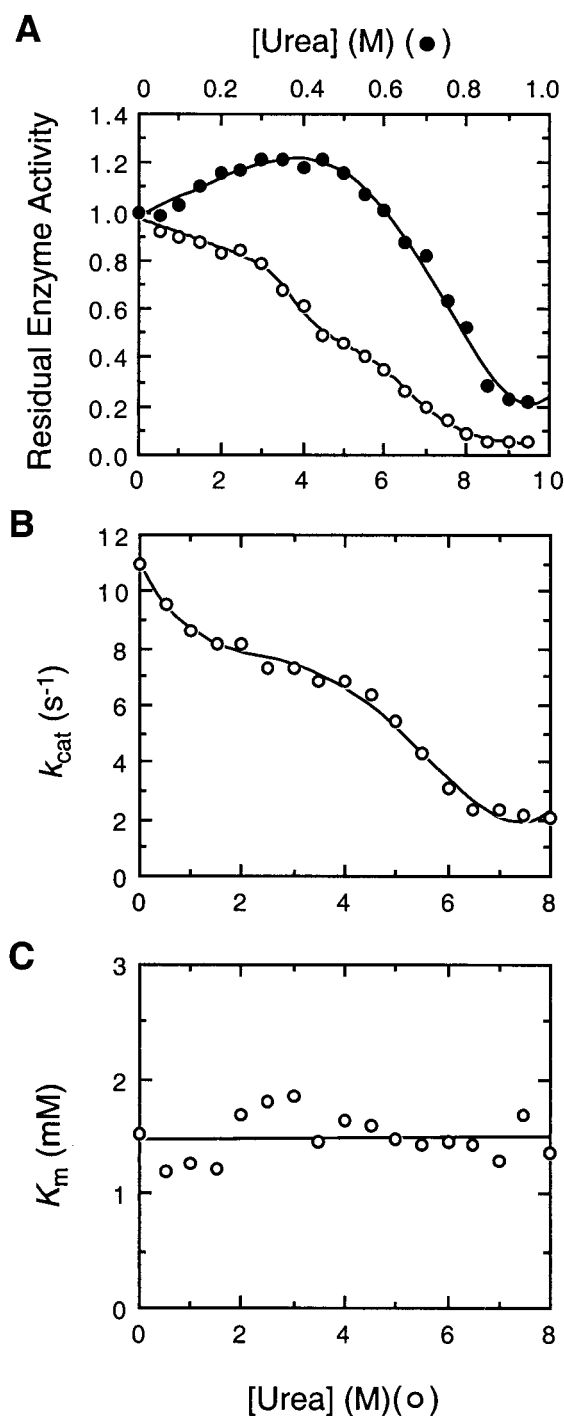 A
[Urea] (M) (●)
0 0.2 0.4 0.6 0.8 1.0
Residual Enzyme Activity
1.4
1.2
1.0
0.8
0.6
0.4
0.2
0.0
0 2 4 6 8 10
B
kcat (s-1)
12
10
8
6
4
2
0
0 2 4 6 8
C
Km (mM)
3
2
1
0
0 2 4 6 8
[Urea] (M)(○)